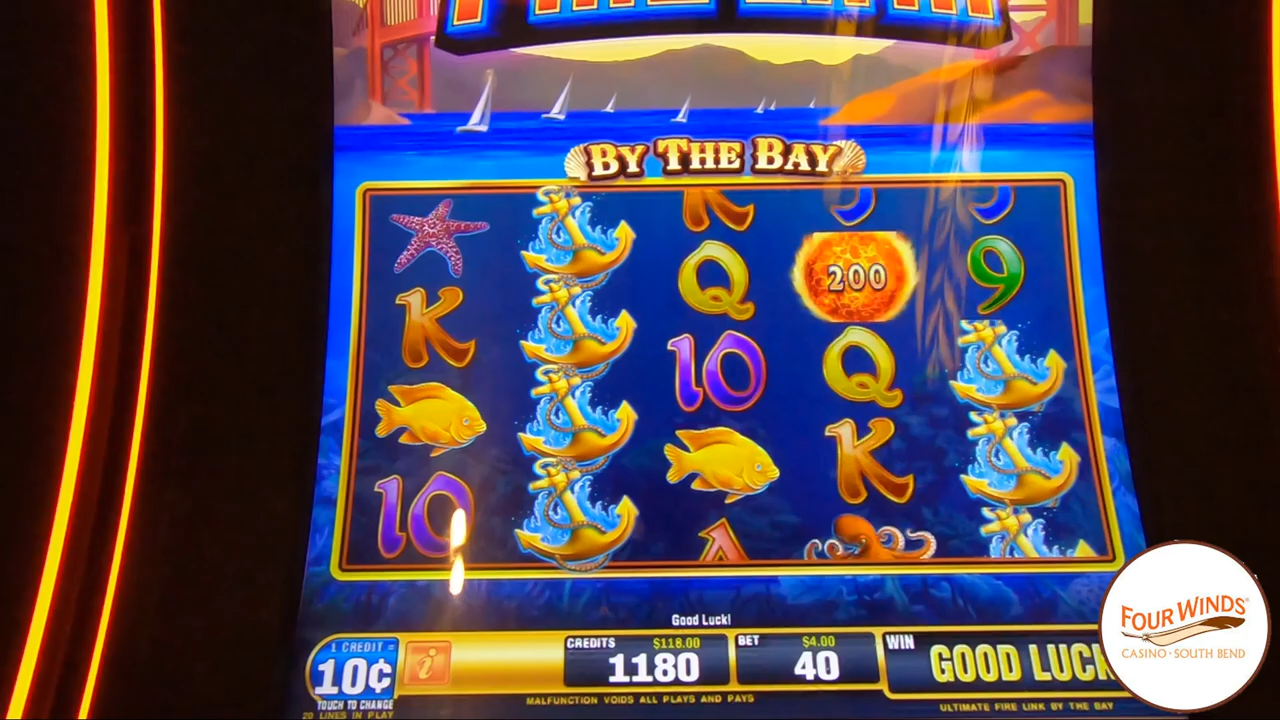 BY THE BAY
K
Q
200
9
K
10
Q
K
10
Good Luck!
1 CREDIT =
10¢
TOUCH TO CHANGE
20 LINES IN PLAY
i
CREDITS $118.00
1180
BET $4.00
40
WIN
GOOD LUCK
MALFUNCTION VOIDS ALL PLAYS AND PAYS
ULTIMATE FIRE LINK BY THE BAY
FOUR WINDS®
CASINO • SOUTH BEND